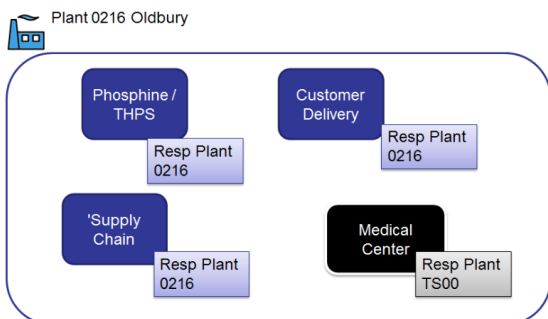 Plant 0216 Oldbury
Phosphine /
THPS
Resp Plant
0216
Customer
Delivery
Resp Plant
0216
'Supply
Chain
Resp Plant
0216
Medical
Center
Resp Plant
TS00